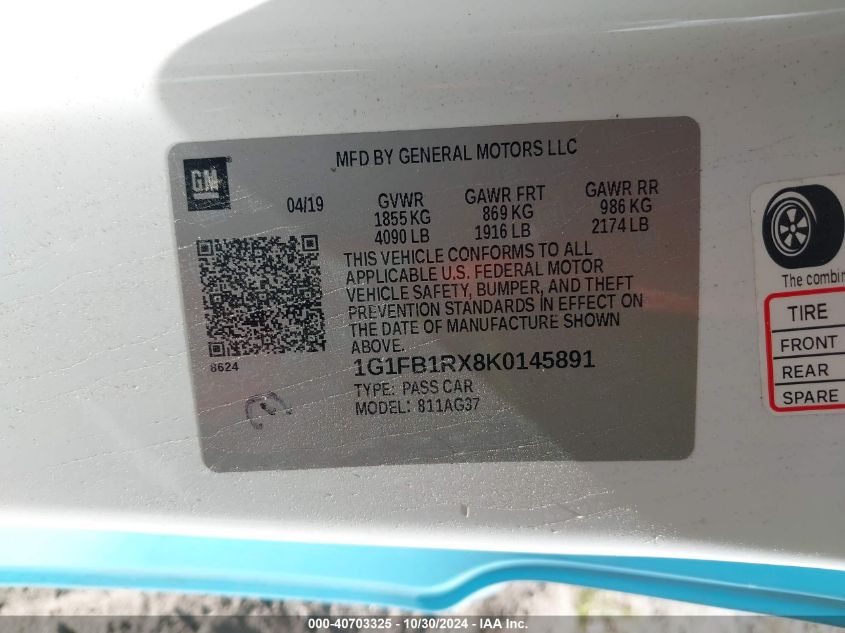 MFD BY GENERAL MOTORS LLC
GM
04/19
GVWR
1855 KG
4090 LB
GAWR FRT
869 KG
1916 LB
GAWR RR
986 KG
2174 LB
THIS VEHICLE CONFORMS TO ALL
APPLICABLE U.S. FEDERAL MOTOR
VEHICLE SAFETY, BUMPER, AND THEFT
PREVENTION STANDARDS IN EFFECT ON
THE DATE OF MANUFACTURE SHOWN
ABOVE.
8624
1G1FB1RX8K0145891
TYPE: PASS CAR
MODEL: 811AG37
The combin
TIRE
FRONT
REAR
SPARE
000-40703325 - 10/30/2024 - IAA Inc.